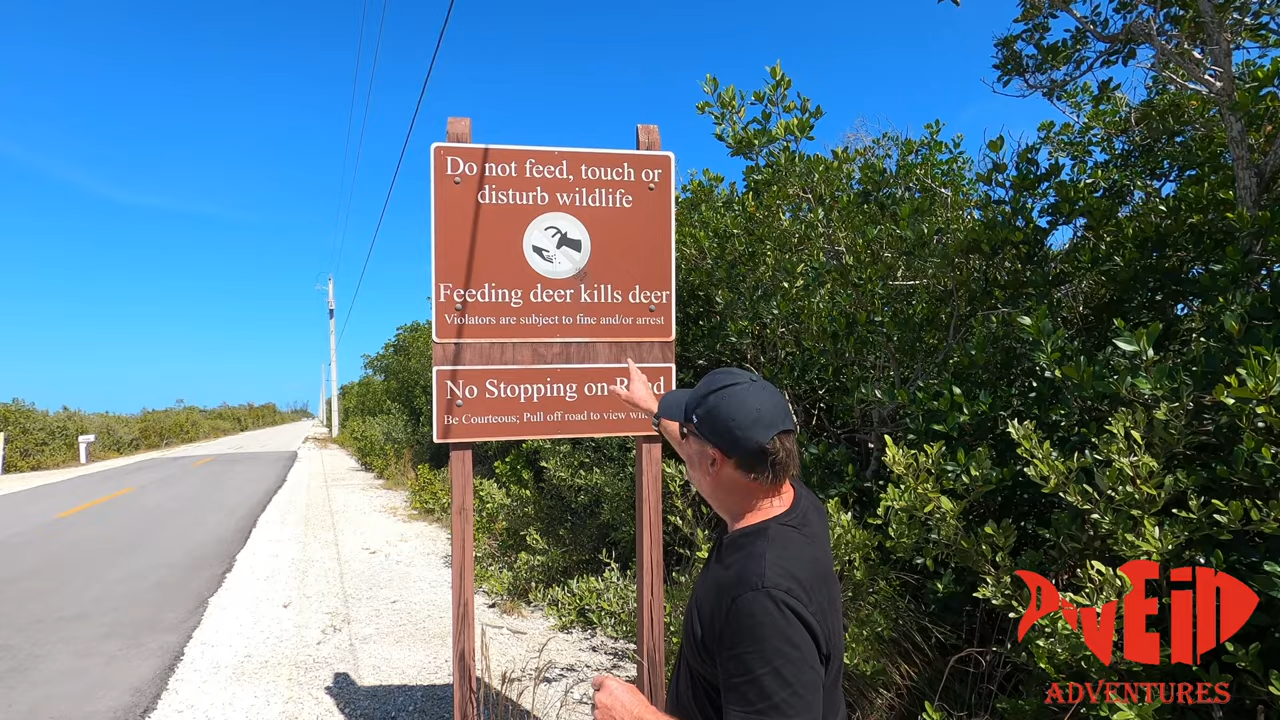 Do not feed, touch or
disturb wildlife
Feeding deer kills deer
Violators are subject to fine and/or arrest
No Stopping on
Be Courteous; Pull off road to view
DIVEIN
ADVENTURES